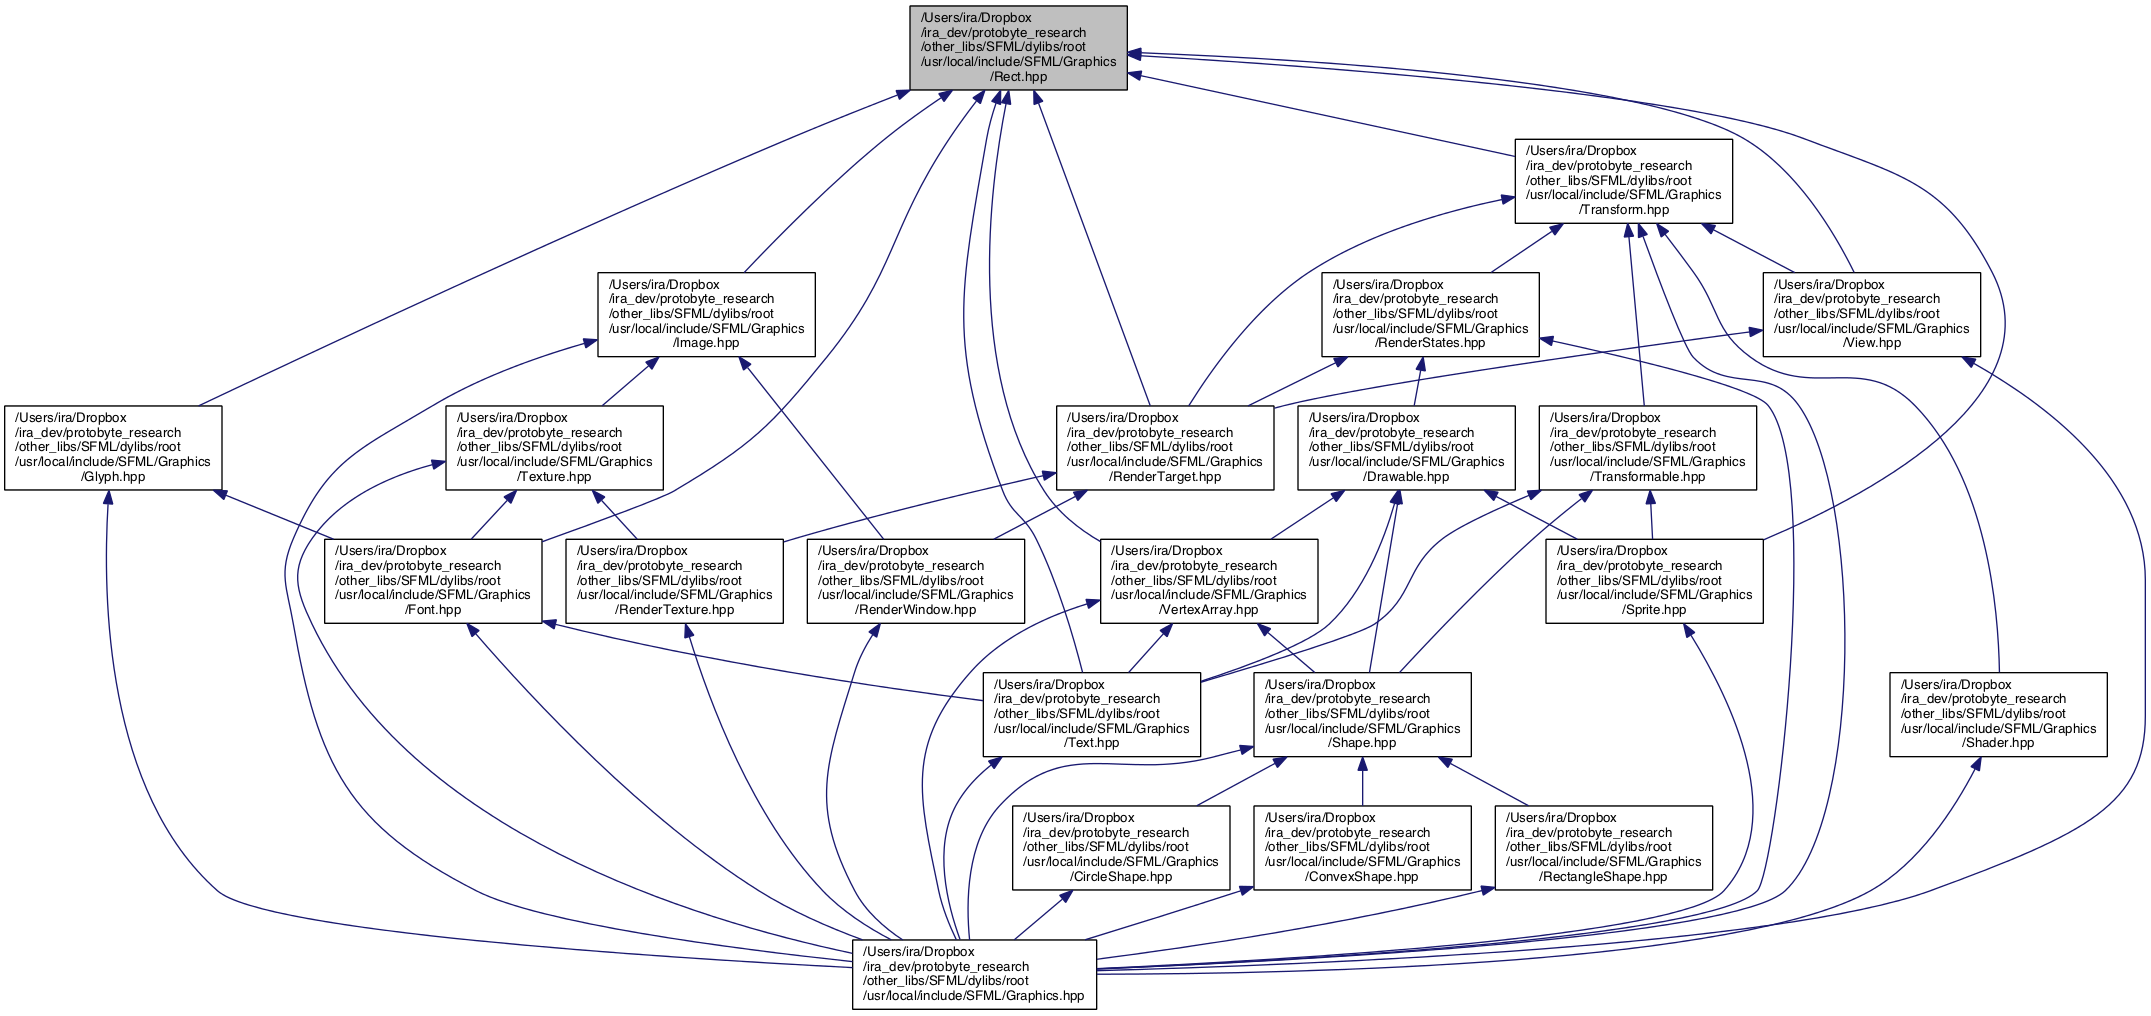 /Users/ira/Dropbox
/ira_dev/protobyte_research
/other_libs/SFML/dylibs/root
/usr/local/include/SFML/Graphics
/Rect.hpp
/Users/ira/Dropbox
/ira_dev/protobyte_research
/other_libs/SFML/dylibs/root
/usr/local/include/SFML/Graphics
/Transform.hpp
/Users/ira/Dropbox
/ira_dev/protobyte_research
/other_libs/SFML/dylibs/root
/usr/local/include/SFML/Graphics
/Image.hpp
/Users/ira/Dropbox
/ira_dev/protobyte_research
/other_libs/SFML/dylibs/root
/usr/local/include/SFML/Graphics
/RenderStates.hpp
/Users/ira/Dropbox
/ira_dev/protobyte_research
/other_libs/SFML/dylibs/root
/usr/local/include/SFML/Graphics
/View.hpp
/Users/ira/Dropbox
/ira_dev/protobyte_research
/other_libs/SFML/dylibs/root
/usr/local/include/SFML/Graphics
/Glyph.hpp
/Users/ira/Dropbox
/ira_dev/protobyte_research
/other_libs/SFML/dylibs/root
/usr/local/include/SFML/Graphics
/Texture.hpp
/Users/ira/Dropbox
/ira_dev/protobyte_research
/other_libs/SFML/dylibs/root
/usr/local/include/SFML/Graphics
/RenderTarget.hpp
/Users/ira/Dropbox
/ira_dev/protobyte_research
/other_libs/SFML/dylibs/root
/usr/local/include/SFML/Graphics
/Drawable.hpp
/Users/ira/Dropbox
/ira_dev/protobyte_research
/other_libs/SFML/dylibs/root
/usr/local/include/SFML/Graphics
/Transformable.hpp
/Users/ira/Dropbox
/ira_dev/protobyte_research
/other_libs/SFML/dylibs/root
/usr/local/include/SFML/Graphics
/Font.hpp
/Users/ira/Dropbox
/ira_dev/protobyte_research
/other_libs/SFML/dylibs/root
/usr/local/include/SFML/Graphics
/RenderTexture.hpp
/Users/ira/Dropbox
/ira_dev/protobyte_research
/other_libs/SFML/dylibs/root
/usr/local/include/SFML/Graphics
/RenderWindow.hpp
/Users/ira/Dropbox
/ira_dev/protobyte_research
/other_libs/SFML/dylibs/root
/usr/local/include/SFML/Graphics
/VertexArray.hpp
/Users/ira/Dropbox
/ira_dev/protobyte_research
/other_libs/SFML/dylibs/root
/usr/local/include/SFML/Graphics
/Sprite.hpp
/Users/ira/Dropbox
/ira_dev/protobyte_research
/other_libs/SFML/dylibs/root
/usr/local/include/SFML/Graphics
/Text.hpp
/Users/ira/Dropbox
/ira_dev/protobyte_research
/other_libs/SFML/dylibs/root
/usr/local/include/SFML/Graphics
/Shape.hpp
/Users/ira/Dropbox
/ira_dev/protobyte_research
/other_libs/SFML/dylibs/root
/usr/local/include/SFML/Graphics
/Shader.hpp
/Users/ira/Dropbox
/ira_dev/protobyte_research
/other_libs/SFML/dylibs/root
/usr/local/include/SFML/Graphics
/CircleShape.hpp
/Users/ira/Dropbox
/ira_dev/protobyte_research
/other_libs/SFML/dylibs/root
/usr/local/include/SFML/Graphics
/ConvexShape.hpp
/Users/ira/Dropbox
/ira_dev/protobyte_research
/other_libs/SFML/dylibs/root
/usr/local/include/SFML/Graphics
/RectangleShape.hpp
/Users/ira/Dropbox
/ira_dev/protobyte_research
/other_libs/SFML/dylibs/root
/usr/local/include/SFML/Graphics.hpp